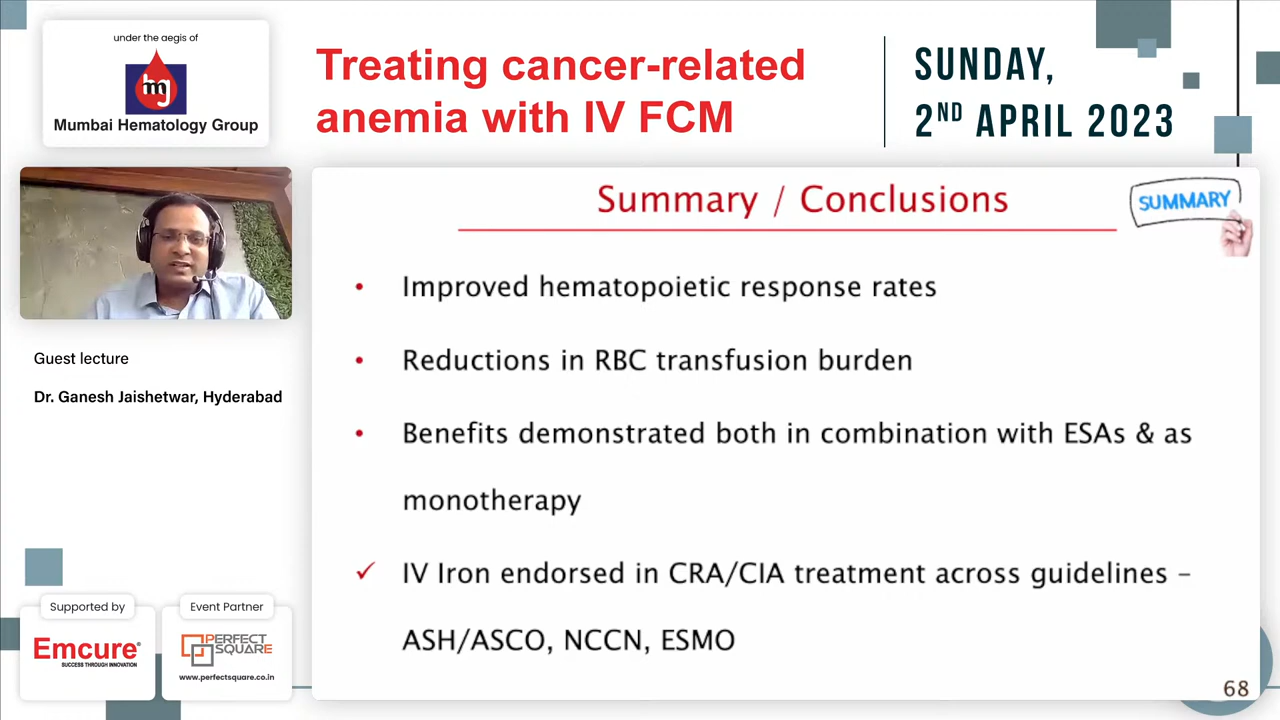 under the aegis of
mhj
Mumbai Hematology Group
Treating cancer-related
anemia with IV FCM
SUNDAY,
2ND APRIL 2023
Guest lecture
Dr. Ganesh Jaishetwar, Hyderabad
Summary / Conclusions
SUMMARY
• Improved hematopoietic response rates
• Reductions in RBC transfusion burden
• Benefits demonstrated both in combination with ESAs & as
monotherapy
✓ IV Iron endorsed in CRA/CIA treatment across guidelines –
ASH/ASCO, NCCN, ESMO
68
Supported by
Emcure®
SUCCESS THROUGH INNOVATION
Event Partner
PERFECT
SQUARE
www.perfectsquare.co.in